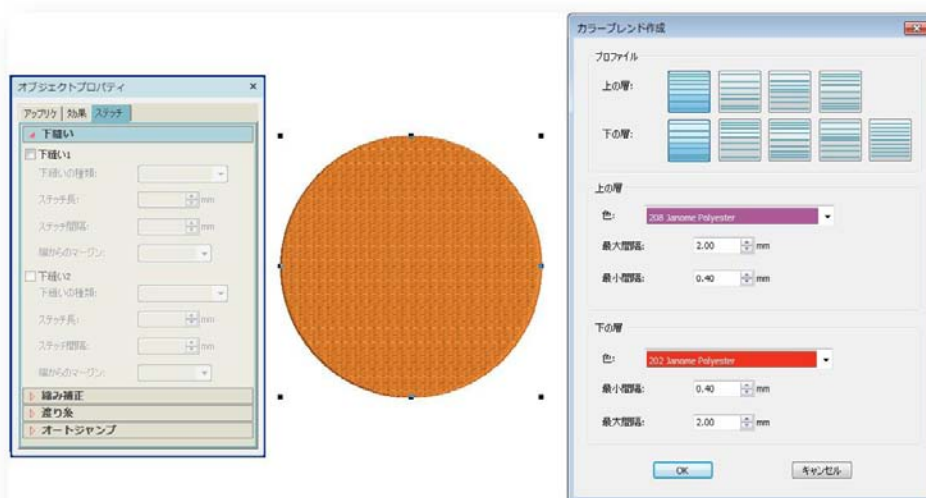 オブジェクトプロパティ
アップリケ 効果 ステッチ
下縫い
下縫い1
下縫いの種類:
ステッチ長:
mm
ステッチ間隔:
mm
端からのマージン:
下縫い2
下縫いの種類:
ステッチ長:
mm
ステッチ間隔:
mm
端からのマージン:
縮み補正
渡り糸
オートジャンプ
カラーブレンド作成
プロファイル
上の層:
下の層:
上の層
色: 208 Janome Polyester
最大間隔: 2.00 mm
最小間隔: 0.40 mm
下の層
色: 202 Janome Polyester
最小間隔: 0.40 mm
最大間隔: 2.00 mm
OK キャンセル